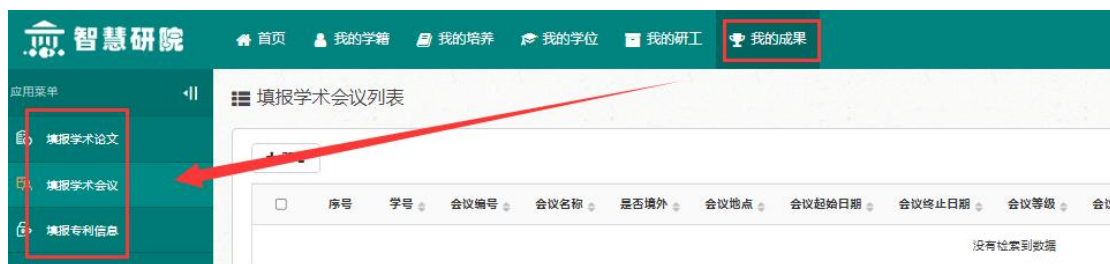 智慧研院 首页 我的学籍 我的培养 我的学位 我的研工 我的成果
应用菜单
填报学术会议列表
填报学术论文
填报学术会议
序号 学号 会议编号 会议名称 是否境外 会议地点 会议起始日期 会议终止日期 会议等级
填报专利信息
没有检索到数据